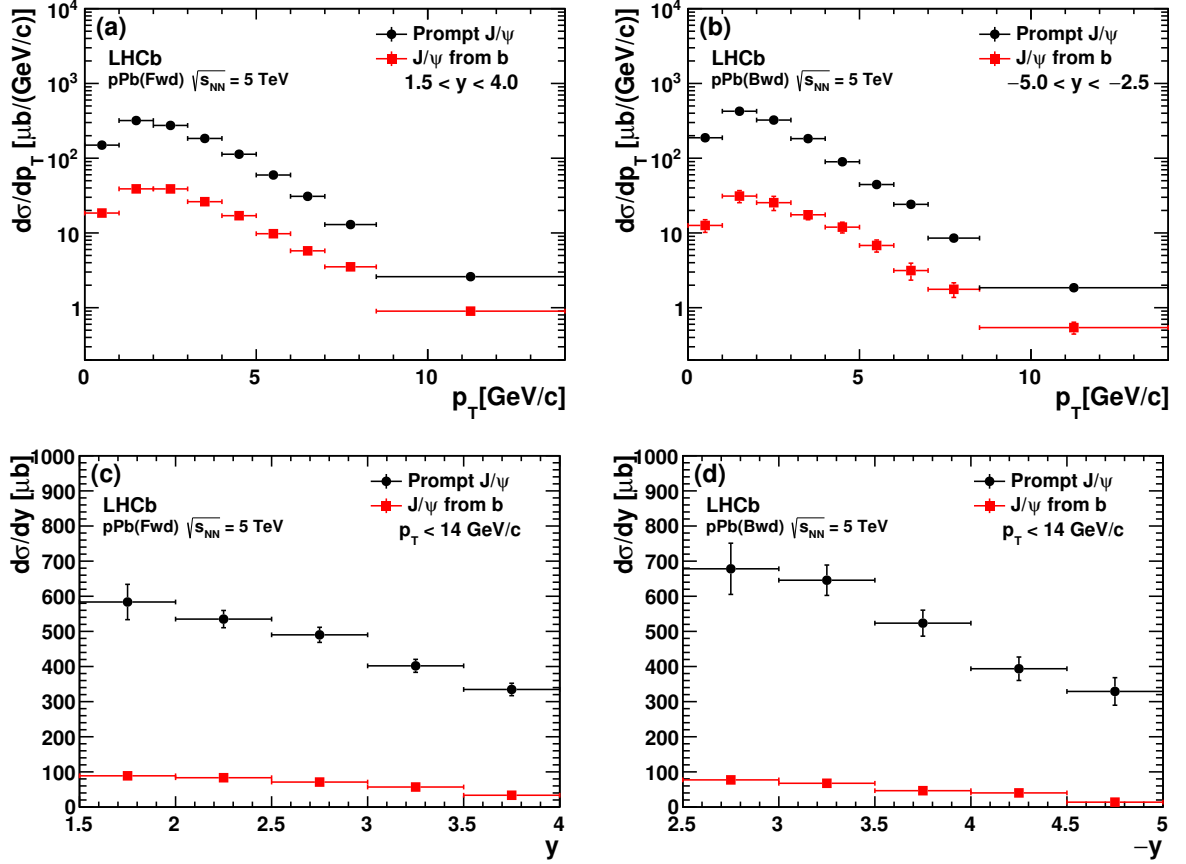 (a)
LHCb
pPb(Fwd) √s_NN = 5 TeV
Prompt J/ψ
J/ψ from b
1.5 < y < 4.0
dσ/dp_T [μb/(GeV/c)]
10^4
10^3
10^2
10
1
0 5 10
p_T[GeV/c]
(b)
LHCb
pPb(Bwd) √s_NN = 5 TeV
Prompt J/ψ
J/ψ from b
−5.0 < y < −2.5
dσ/dp_T [μb/(GeV/c)]
10^4
10^3
10^2
10
1
0 5 10
p_T[GeV/c]
(c)
LHCb
pPb(Fwd) √s_NN = 5 TeV
Prompt J/ψ
J/ψ from b
p_T < 14 GeV/c
dσ/dy [μb]
1000
900
800
700
600
500
400
300
200
100
0
1.5 2 2.5 3 3.5 4
y
(d)
LHCb
pPb(Bwd) √s_NN = 5 TeV
Prompt J/ψ
J/ψ from b
p_T < 14 GeV/c
dσ/dy [μb]
1000
900
800
700
600
500
400
300
200
100
0
2.5 3 3.5 4 4.5 5
−y